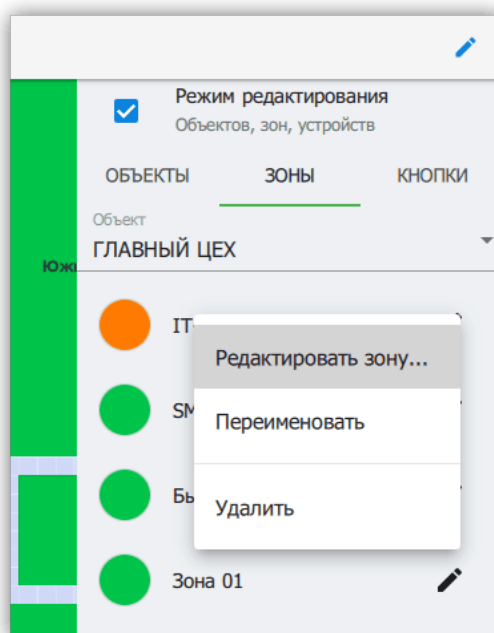 Режим редактирования
Объектов, зон, устройств
ОБЪЕКТЫ ЗОНЫ КНОПКИ
Объект
ГЛАВНЫЙ ЦЕХ
Редактировать зону...
Переименовать
Удалить
Зона 01